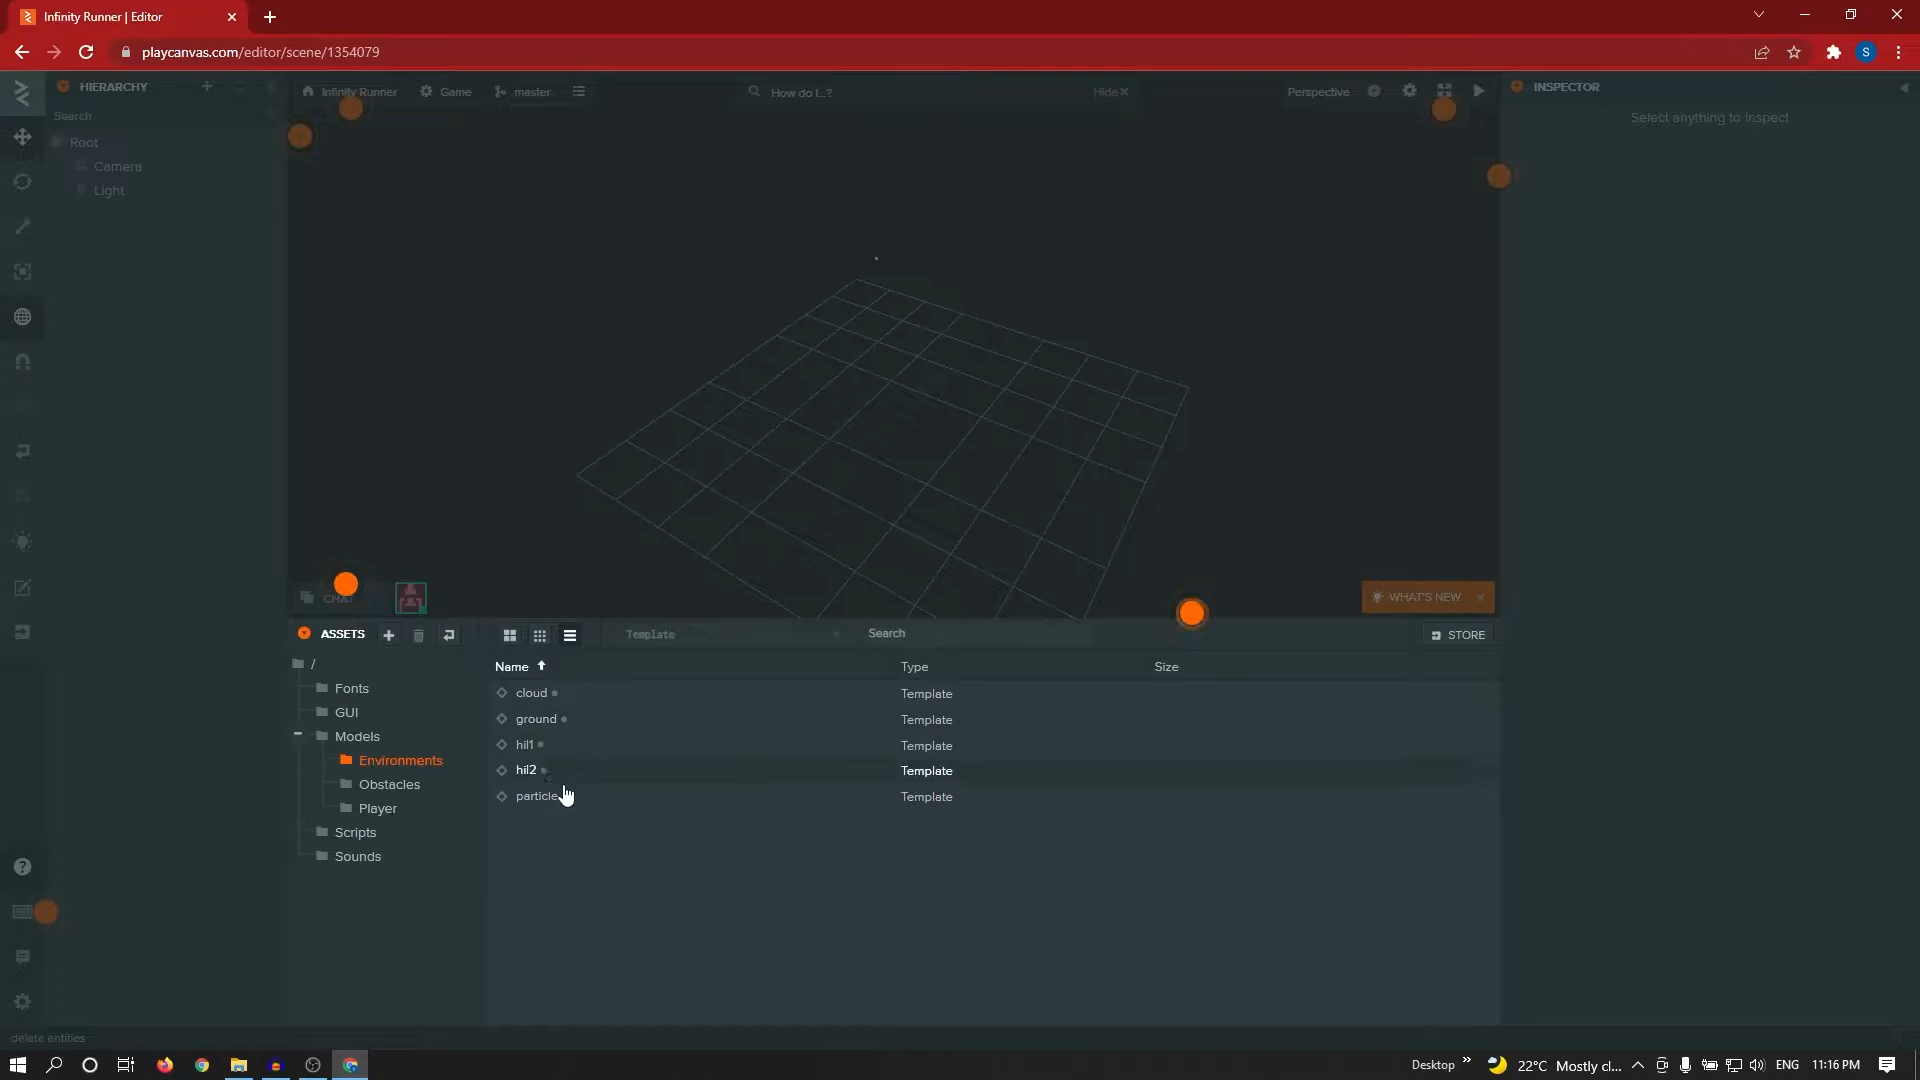 Infinity Runner | Editor
playcanvas.com/editor/scene/1354079
S
HIERARCHY
Search
Root
Camera
Light
Infinity Runner
Game
master
How do I...?
Hide
Perspective
INSPECTOR
Select anything to Inspect
CHAT
WHAT'S NEW
ASSETS
Template
Search
STORE
/
Fonts
GUI
Models
Environments
Obstacles
Player
Scripts
Sounds
Name
Type
Size
cloud
Template
ground
Template
hil1
Template
hil2
Template
particle
Template
delete entities
Desktop
22°C
Mostly cl...
ENG
11:16 PM